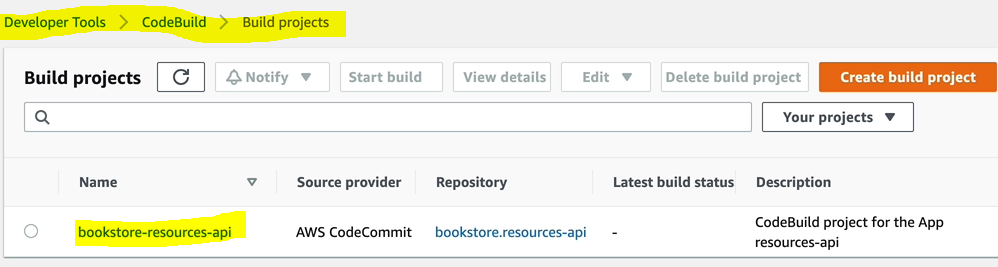 Developer Tools > CodeBuild > Build projects
Build projects Notify ▼ Start build View details Edit ▼ Delete build project Create build project
Your projects ▼
Name Source provider Repository Latest build status Description
bookstore-resources-api AWS CodeCommit bookstore.resources-api - CodeBuild project for the App
resources-api